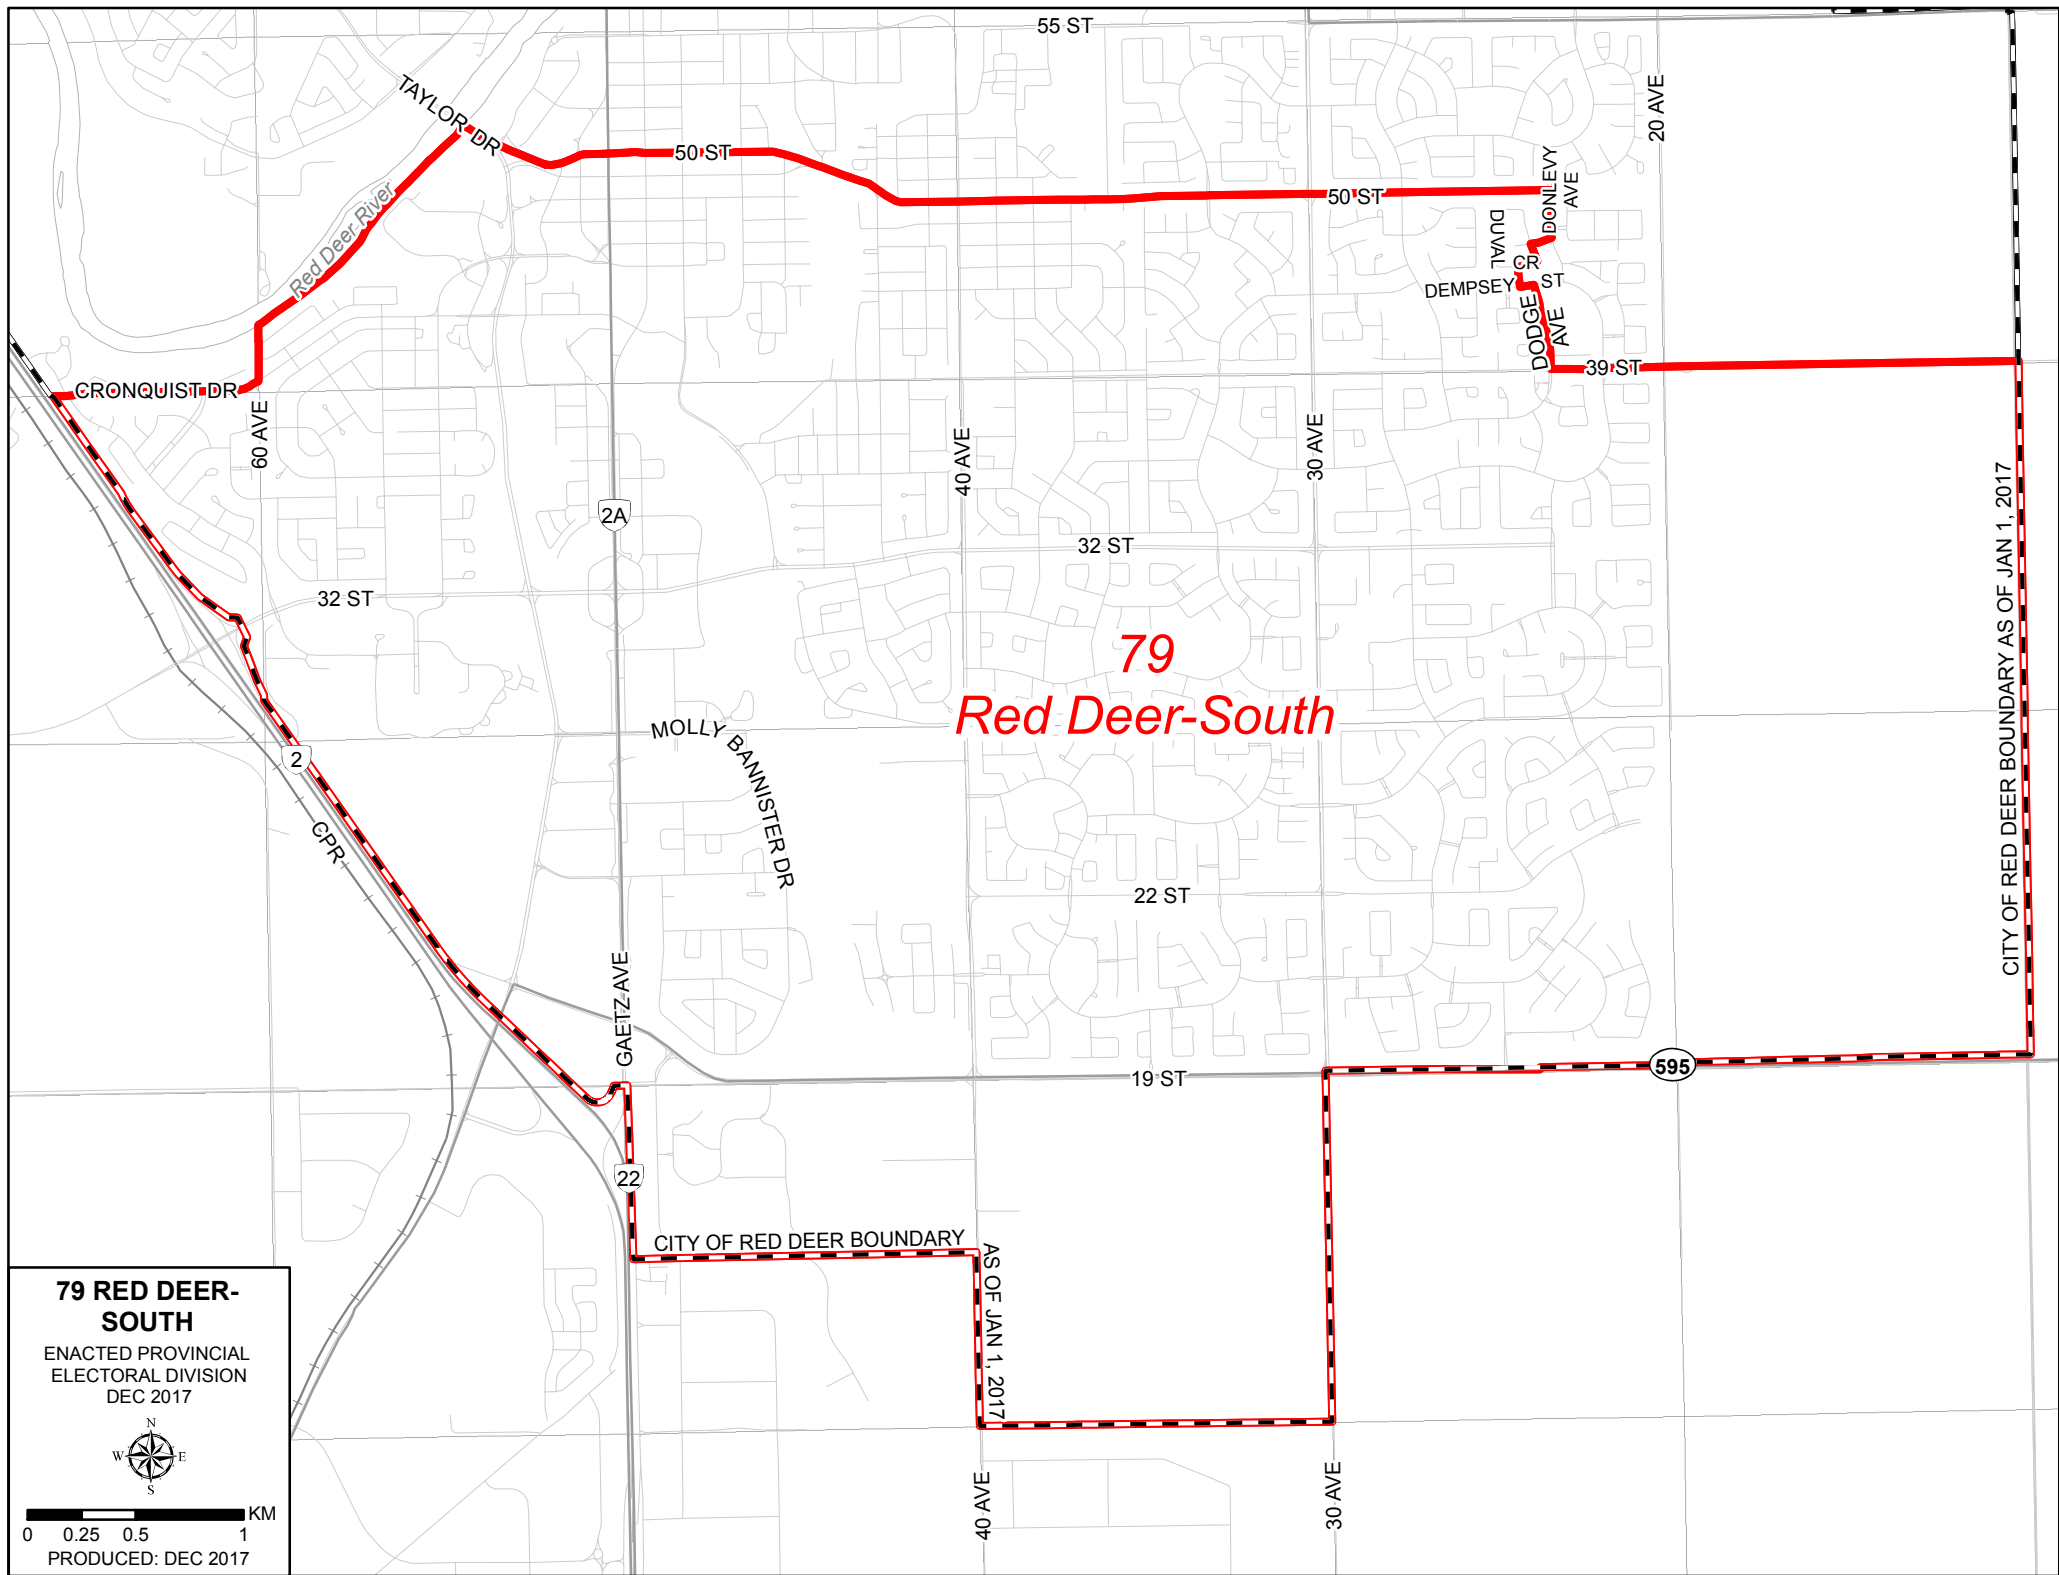 55 ST
TAYLOR DR
20 AVE
50 ST
50 ST
DONLEVY
AVE
Red Deer River
DUVAL
CR
DEMPSEY ST
DODGE
AVE
39 ST
CRONQUIST DR
60 AVE
40 AVE
30 AVE
2A
32 ST
32 ST
CITY OF RED DEER BOUNDARY AS OF JAN 1, 2017
79
Red Deer-South
MOLLY BANNISTER DR
2
CPR
22 ST
GAETZ AVE
19 ST
595
22
CITY OF RED DEER BOUNDARY
AS OF JAN 1, 2017
40 AVE
30 AVE
79 RED DEER-
SOUTH
ENACTED PROVINCIAL
ELECTORAL DIVISION
DEC 2017
N
W E
S
KM
0 0.25 0.5 1
PRODUCED: DEC 2017